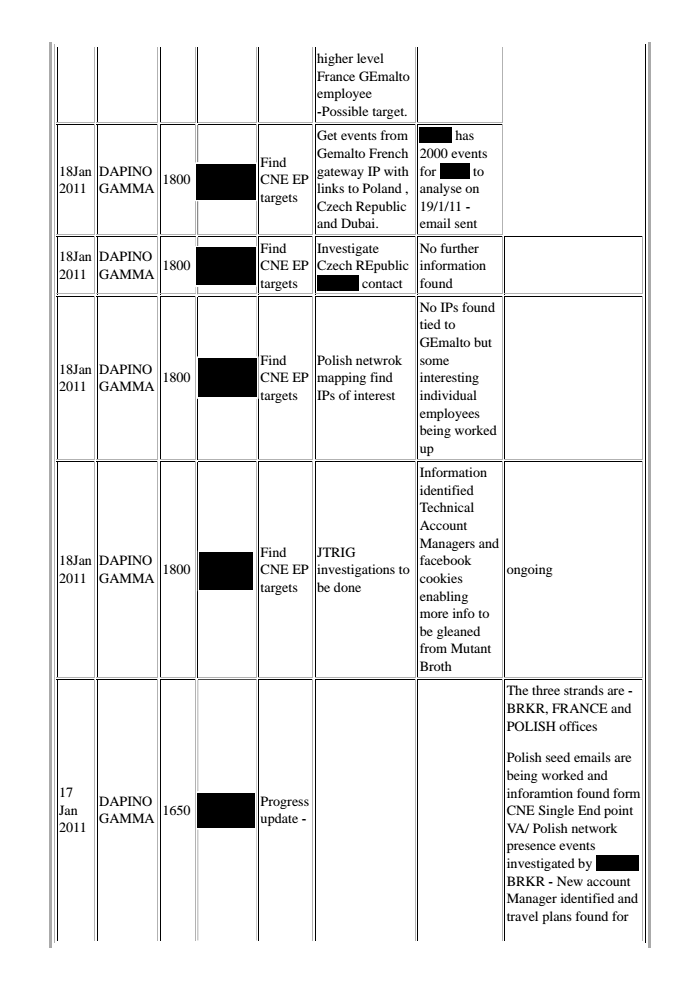 higher level
France GEmalto
employee
-Possible target.
18Jan
2011
DAPINO
GAMMA
1800
Find
CNE EP
targets
Get events from
Gemalto French
gateway IP with
links to Poland ,
Czech Republic
and Dubai.
has
2000 events
for to
analyse on
19/1/11 -
email sent
18Jan
2011
DAPINO
GAMMA
1800
Find
CNE EP
targets
Investigate
Czech REpublic
contact
No further
information
found
18Jan
2011
DAPINO
GAMMA
1800
Find
CNE EP
targets
Polish netwrok
mapping find
IPs of interest
No IPs found
tied to
GEmalto but
some
interesting
individual
employees
being worked
up
18Jan
2011
DAPINO
GAMMA
1800
Find
CNE EP
targets
JTRIG
investigations to
be done
Information
identified
Technical
Account
Managers and
facebook
cookies
enabling
more info to
be gleaned
from Mutant
Broth
ongoing
17
Jan
2011
DAPINO
GAMMA
1650
Progress
update -
The three strands are -
BRKR, FRANCE and
POLISH offices
Polish seed emails are
being worked and
inforamtion found form
CNE Single End point
VA/ Polish network
presence events
investigated by
BRKR - New account
Manager identified and
travel plans found for